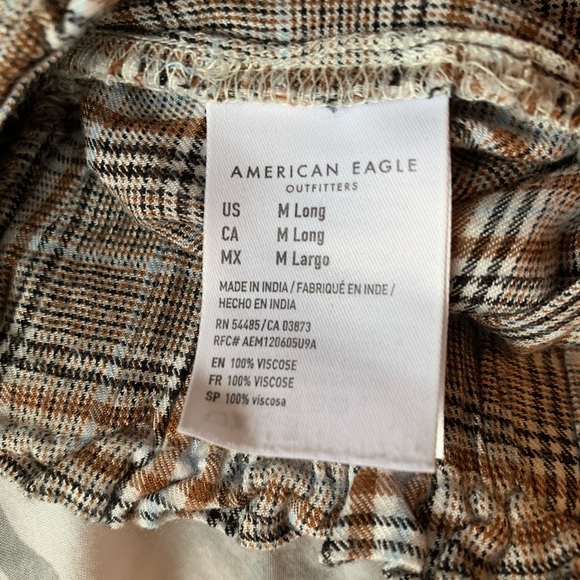 AMERICAN EAGLE
OUTFITTERS
US M Long
CA M Long
MX M Largo
MADE IN INDIA / FABRIQUÉ EN INDE /
HECHO EN INDIA
RN 54485/CA 03873
RFC# AEM120605U9A
EN 100% VISCOSE
FR 100% VISCOSE
SP 100% viscosa